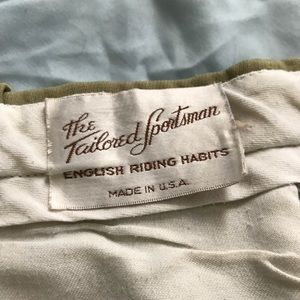 The
Tailored Sportsman
ENGLISH RIDING HABITS
MADE IN U.S.A.